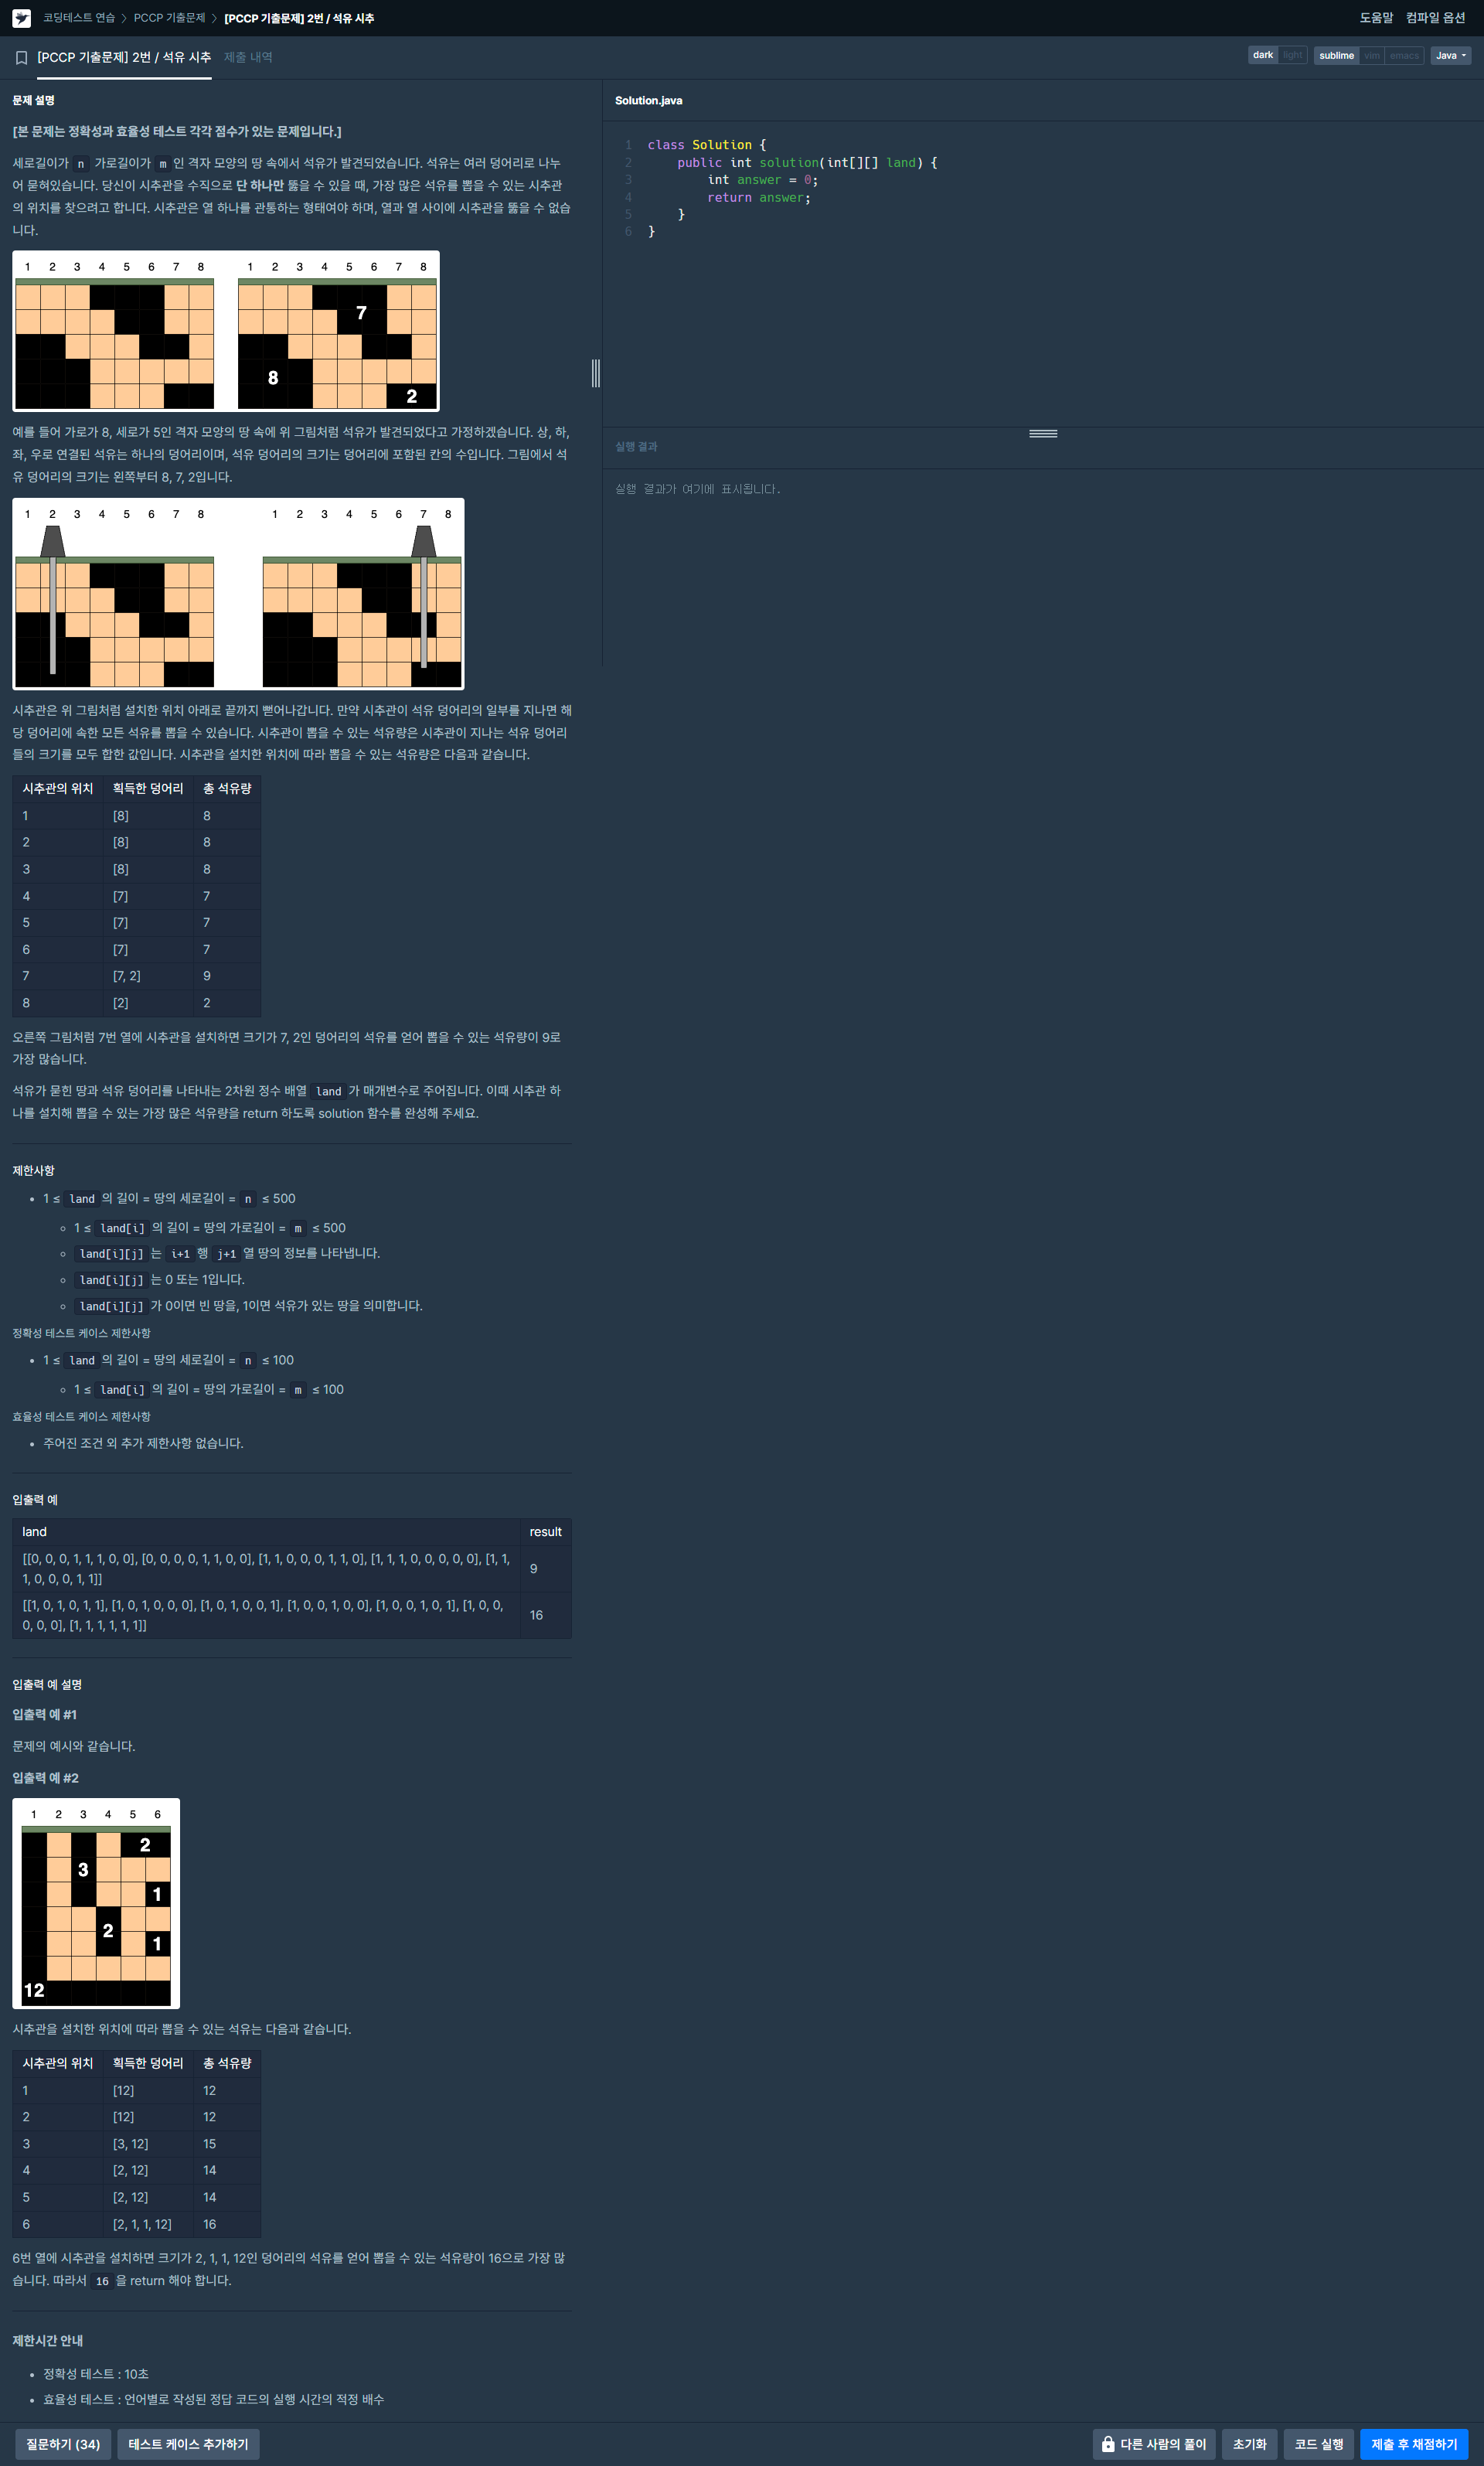 코딩테스트 연습 > PCCP 기출문제 > [PCCP 기출문제] 2번 / 석유 시추
도움말 컴파일 옵션
[PCCP 기출문제] 2번 / 석유 시추 제출 내역
dark light sublime vim emacs Java
문제 설명
[본 문제는 정확성과 효율성 테스트 각각 점수가 있는 문제입니다.]
세로길이가 n 가로길이가 m 인 격자 모양의 땅 속에서 석유가 발견되었습니다. 석유는 여러 덩어리로 나누
어 묻혀있습니다. 당신이 시추관을 수직으로 단 하나만 뚫을 수 있을 때, 가장 많은 석유를 뽑을 수 있는 시추관
의 위치를 찾으려고 합니다. 시추관은 열 하나를 관통하는 형태여야 하며, 열과 열 사이에 시추관을 뚫을 수 없습
니다.
1 2 3 4 5 6 7 8 1 2 3 4 5 6 7 8
7
8
2
예를 들어 가로가 8, 세로가 5인 격자 모양의 땅 속에 위 그림처럼 석유가 발견되었다고 가정하겠습니다. 상, 하,
좌, 우로 연결된 석유는 하나의 덩어리이며, 석유 덩어리의 크기는 덩어리에 포함된 칸의 수입니다. 그림에서 석
유 덩어리의 크기는 왼쪽부터 8, 7, 2입니다.
1 2 3 4 5 6 7 8 1 2 3 4 5 6 7 8
시추관은 위 그림처럼 설치한 위치 아래로 끝까지 뻗어나갑니다. 만약 시추관이 석유 덩어리의 일부를 지나면 해
당 덩어리에 속한 모든 석유를 뽑을 수 있습니다. 시추관이 뽑을 수 있는 석유량은 시추관이 지나는 석유 덩어리
들의 크기를 모두 합한 값입니다. 시추관을 설치한 위치에 따라 뽑을 수 있는 석유량은 다음과 같습니다.
시추관의 위치 획득한 덩어리 총 석유량
1 [8] 8
2 [8] 8
3 [8] 8
4 [7] 7
5 [7] 7
6 [7] 7
7 [7, 2] 9
8 [2] 2
오른쪽 그림처럼 7번 열에 시추관을 설치하면 크기가 7, 2인 덩어리의 석유를 얻어 뽑을 수 있는 석유량이 9로
가장 많습니다.
석유가 묻힌 땅과 석유 덩어리를 나타내는 2차원 정수 배열 land 가 매개변수로 주어집니다. 이때 시추관 하
나를 설치해 뽑을 수 있는 가장 많은 석유량을 return 하도록 solution 함수를 완성해 주세요.
제한사항
• 1 ≤ land 의 길이 = 땅의 세로길이 = n ≤ 500
◦ 1 ≤ land[i] 의 길이 = 땅의 가로길이 = m ≤ 500
◦ land[i][j] 는 i+1 행 j+1 열 땅의 정보를 나타냅니다.
◦ land[i][j] 는 0 또는 1입니다.
◦ land[i][j] 가 0이면 빈 땅을, 1이면 석유가 있는 땅을 의미합니다.
정확성 테스트 케이스 제한사항
• 1 ≤ land 의 길이 = 땅의 세로길이 = n ≤ 100
◦ 1 ≤ land[i] 의 길이 = 땅의 가로길이 = m ≤ 100
효율성 테스트 케이스 제한사항
• 주어진 조건 외 추가 제한사항 없습니다.
입출력 예
land result
[[0, 0, 0, 1, 1, 1, 0, 0], [0, 0, 0, 0, 1, 1, 0, 0], [1, 1, 0, 0, 0, 1, 1, 0], [1, 1, 1, 0, 0, 0, 0, 0], [1, 1,
1, 0, 0, 0, 1, 1]] 9
[[1, 0, 1, 0, 1, 1], [1, 0, 1, 0, 0, 0], [1, 0, 1, 0, 0, 1], [1, 0, 0, 1, 0, 0], [1, 0, 0, 1, 0, 1], [1, 0, 0,
0, 0, 0], [1, 1, 1, 1, 1, 1]] 16
입출력 예 설명
입출력 예 #1
문제의 예시와 같습니다.
입출력 예 #2
1 2 3 4 5 6
2
3
1
2
1
12
시추관을 설치한 위치에 따라 뽑을 수 있는 석유는 다음과 같습니다.
시추관의 위치 획득한 덩어리 총 석유량
1 [12] 12
2 [12] 12
3 [3, 12] 15
4 [2, 12] 14
5 [2, 12] 14
6 [2, 1, 1, 12] 16
6번 열에 시추관을 설치하면 크기가 2, 1, 1, 12인 덩어리의 석유를 얻어 뽑을 수 있는 석유량이 16으로 가장 많
습니다. 따라서 16 을 return 해야 합니다.
제한시간 안내
• 정확성 테스트 : 10초
• 효율성 테스트 : 언어별로 작성된 정답 코드의 실행 시간의 적정 배수
Solution.java
1 class Solution {
2 public int solution(int[][] land) {
3 int answer = 0;
4 return answer;
5 }
6 }
실행 결과
실행 결과가 여기에 표시됩니다.
질문하기 (34) 테스트 케이스 추가하기
다른 사람의 풀이 초기화 코드 실행 제출 후 채점하기